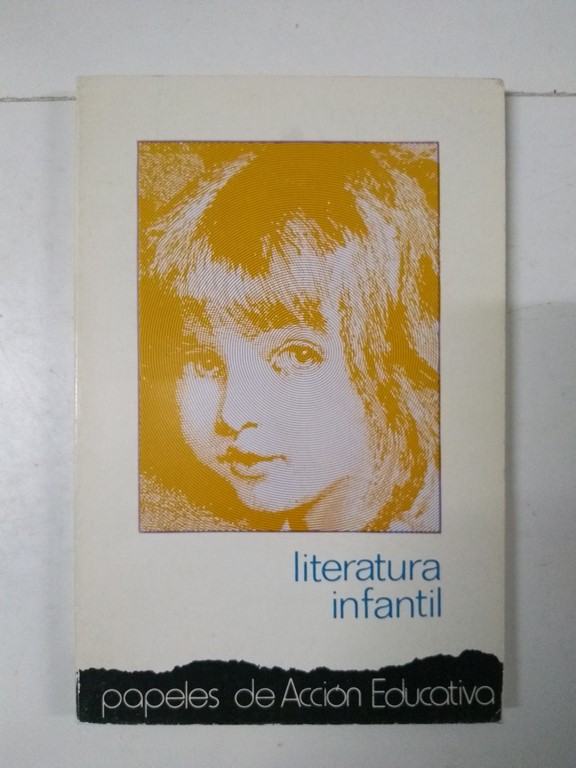 literatura
infantil
papeles de Acción Educativa